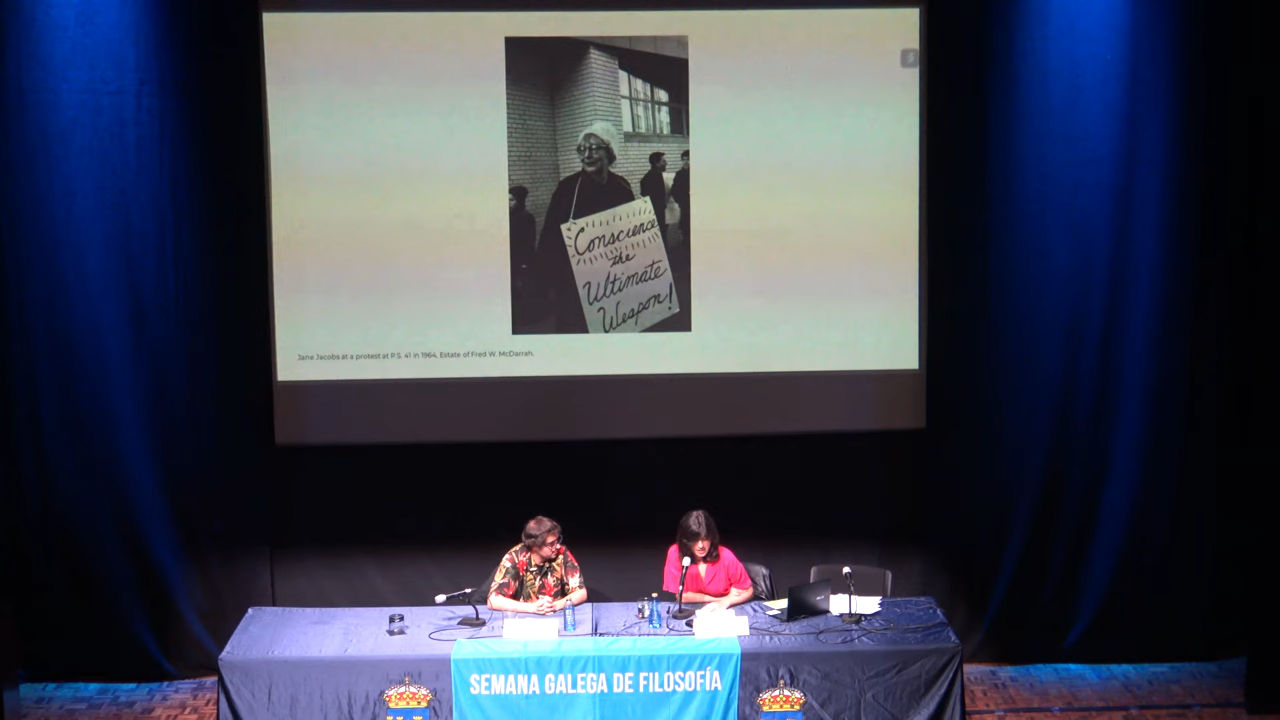 Conscience
the
Ultimate
Weapon!
Jane Jacobs at a protest at P.S. 41 in 1964, Estate of Fred W. McDarrah.
SEMANA GALEGA DE FILOSOFÍA